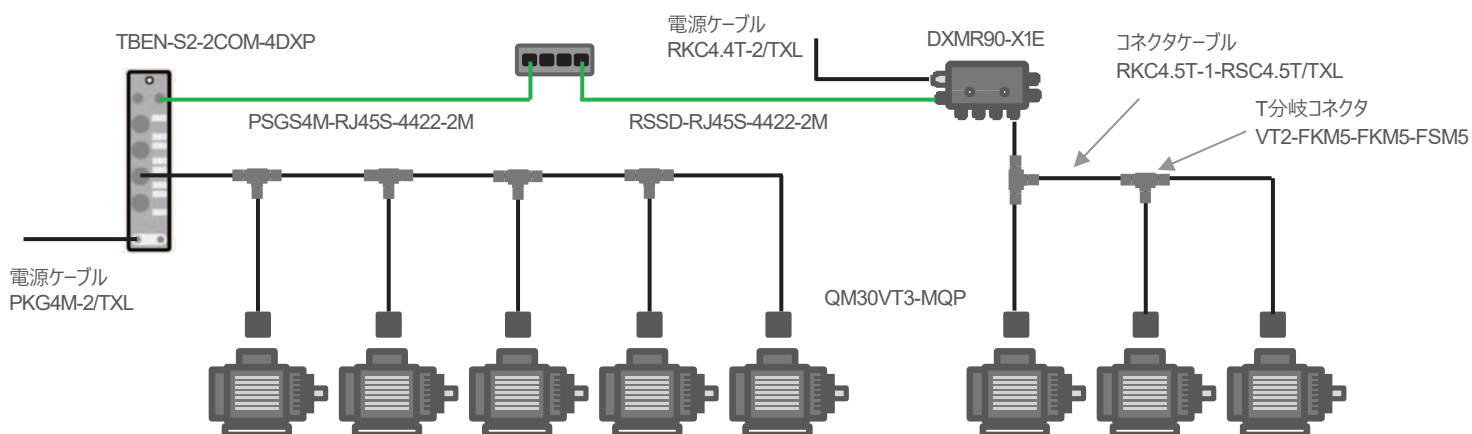 TBEN-S2-2COM-4DXP
電源ケーブル
RKC4.4T-2/TXL
DXMR90-X1E
コネクタケーブル
RKC4.5T-1-RSC4.5T/TXL
T分岐コネクタ
VT2-FKM5-FKM5-FSM5
PSGS4M-RJ45S-4422-2M
RSSD-RJ45S-4422-2M
電源ケーブル
PKG4M-2/TXL
QM30VT3-MQP